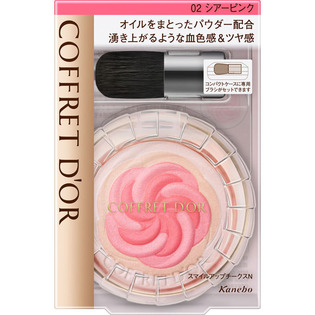 02 シアーピンク
オイルをまとったパウダー配合
湧き上がるような血色感&ツヤ感
コンパクトケースに専用
ブラシがセットできます
COFFRET D'OR
COFFRET D'OR
スマイルアップチークスN
Kanebo